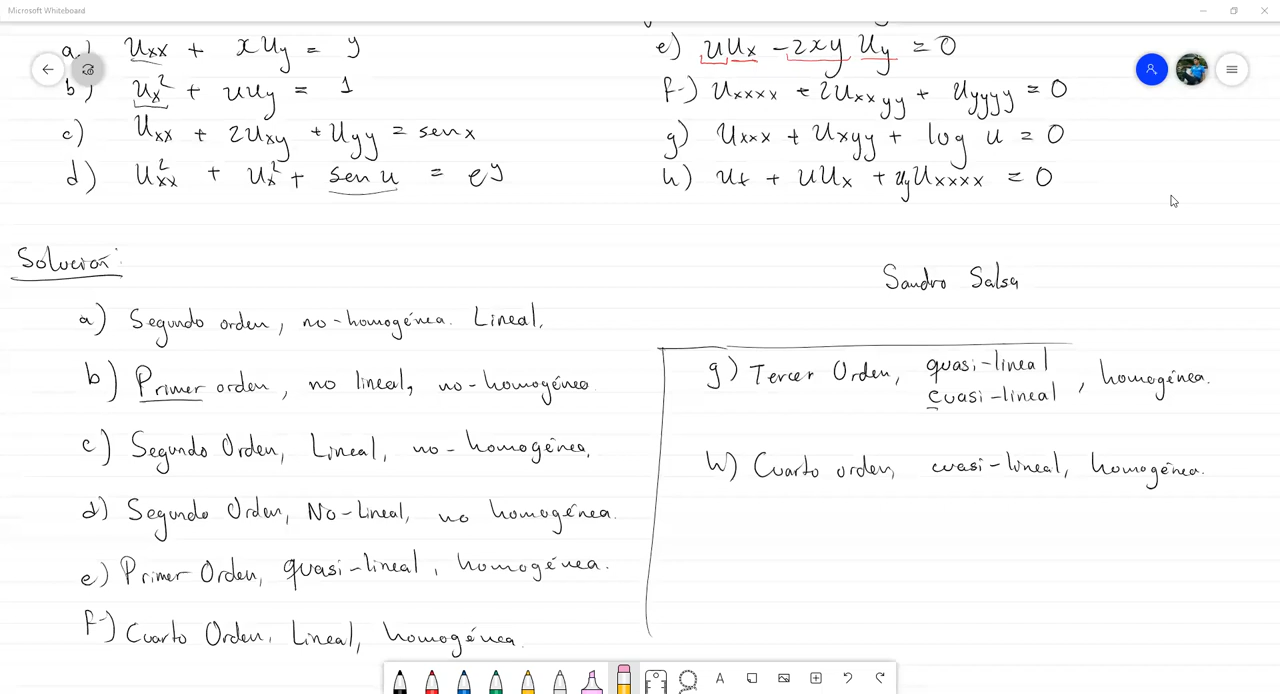 Microsoft Whiteboard
a.) Uxx + xUy = y
b) Ux² + uUy = 1
c) Uxx + 2Uxy + Uyy = sen x
d) Uxx² + Ux² + sen u = ey
e) UUx - 2xy Uy = 0
f-) Uxxxx + 2Uxxyy + Uyyyy = 0
g) Uxxx + Uxyy + log u = 0
h) Ut + UUx + UyUxxxx = 0
Solución:
Sandro Salsa
a) Segundo orden, no-homogénea. Lineal,
b) Primer orden, no lineal, no-homogénea.
c) Segundo Orden, Lineal, no-homogénea,
d) Segundo Orden, No-Lineal, no homogénea.
e) Primer Orden, quasi-lineal, homogénea.
f-) Cuarto Orden, Lineal, homogénea.
g) Tercer Orden, quasi-lineal, homogénea.
cuasi-lineal
h) Cuarto orden, cuasi-lineal, homogénea.
A